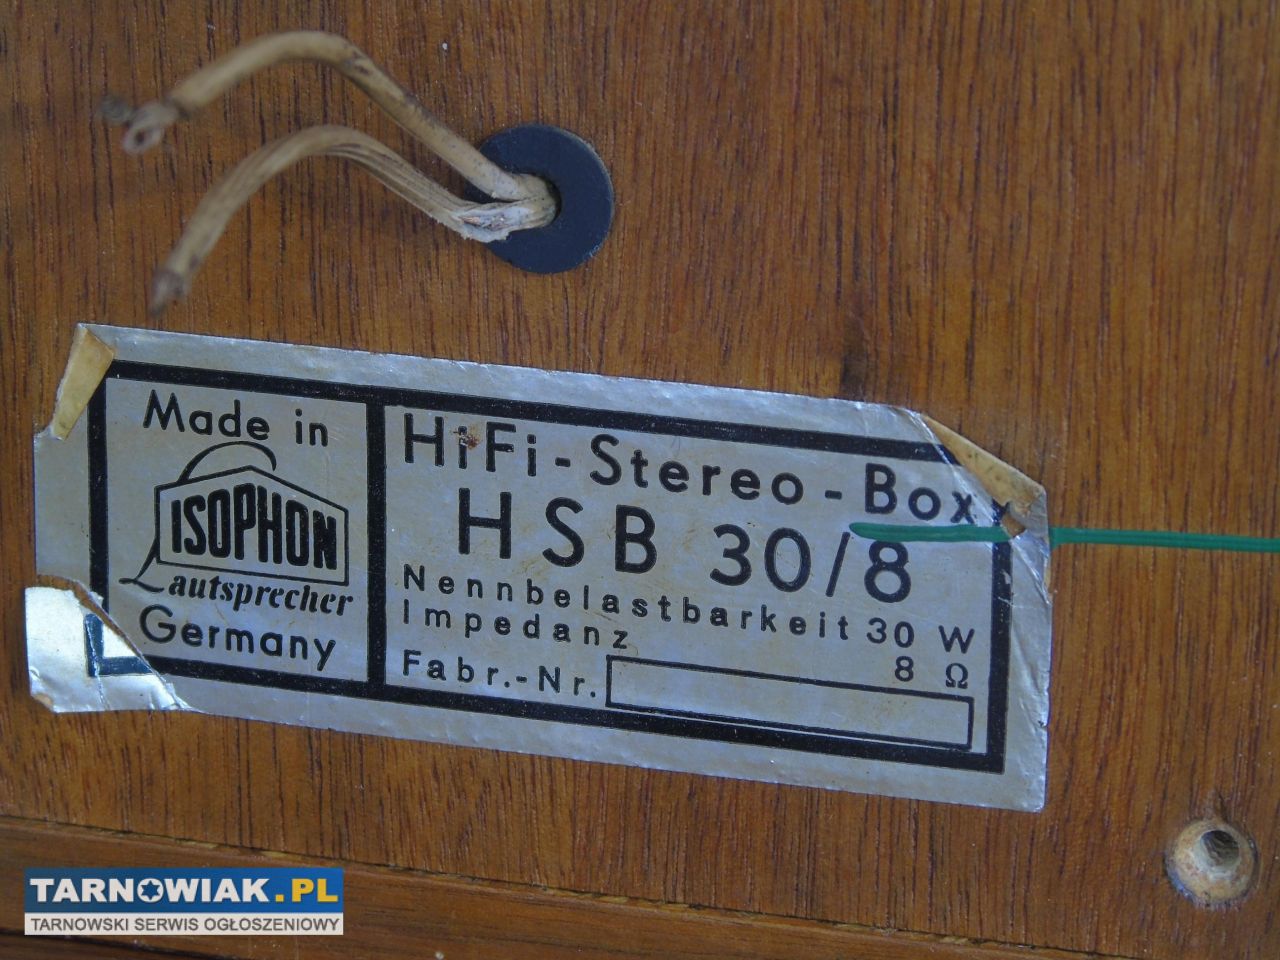 Made in
ISOPHON
Lautsprecher
Germany
HiFi-Stereo-Box
HSB 30/8
Nennbelastbarkeit 30 W
Impedanz 8 Ω
Fabr.-Nr.
TARNOWIAK.PL
TARNOWSKI SERWIS OGŁOSZENIOWY